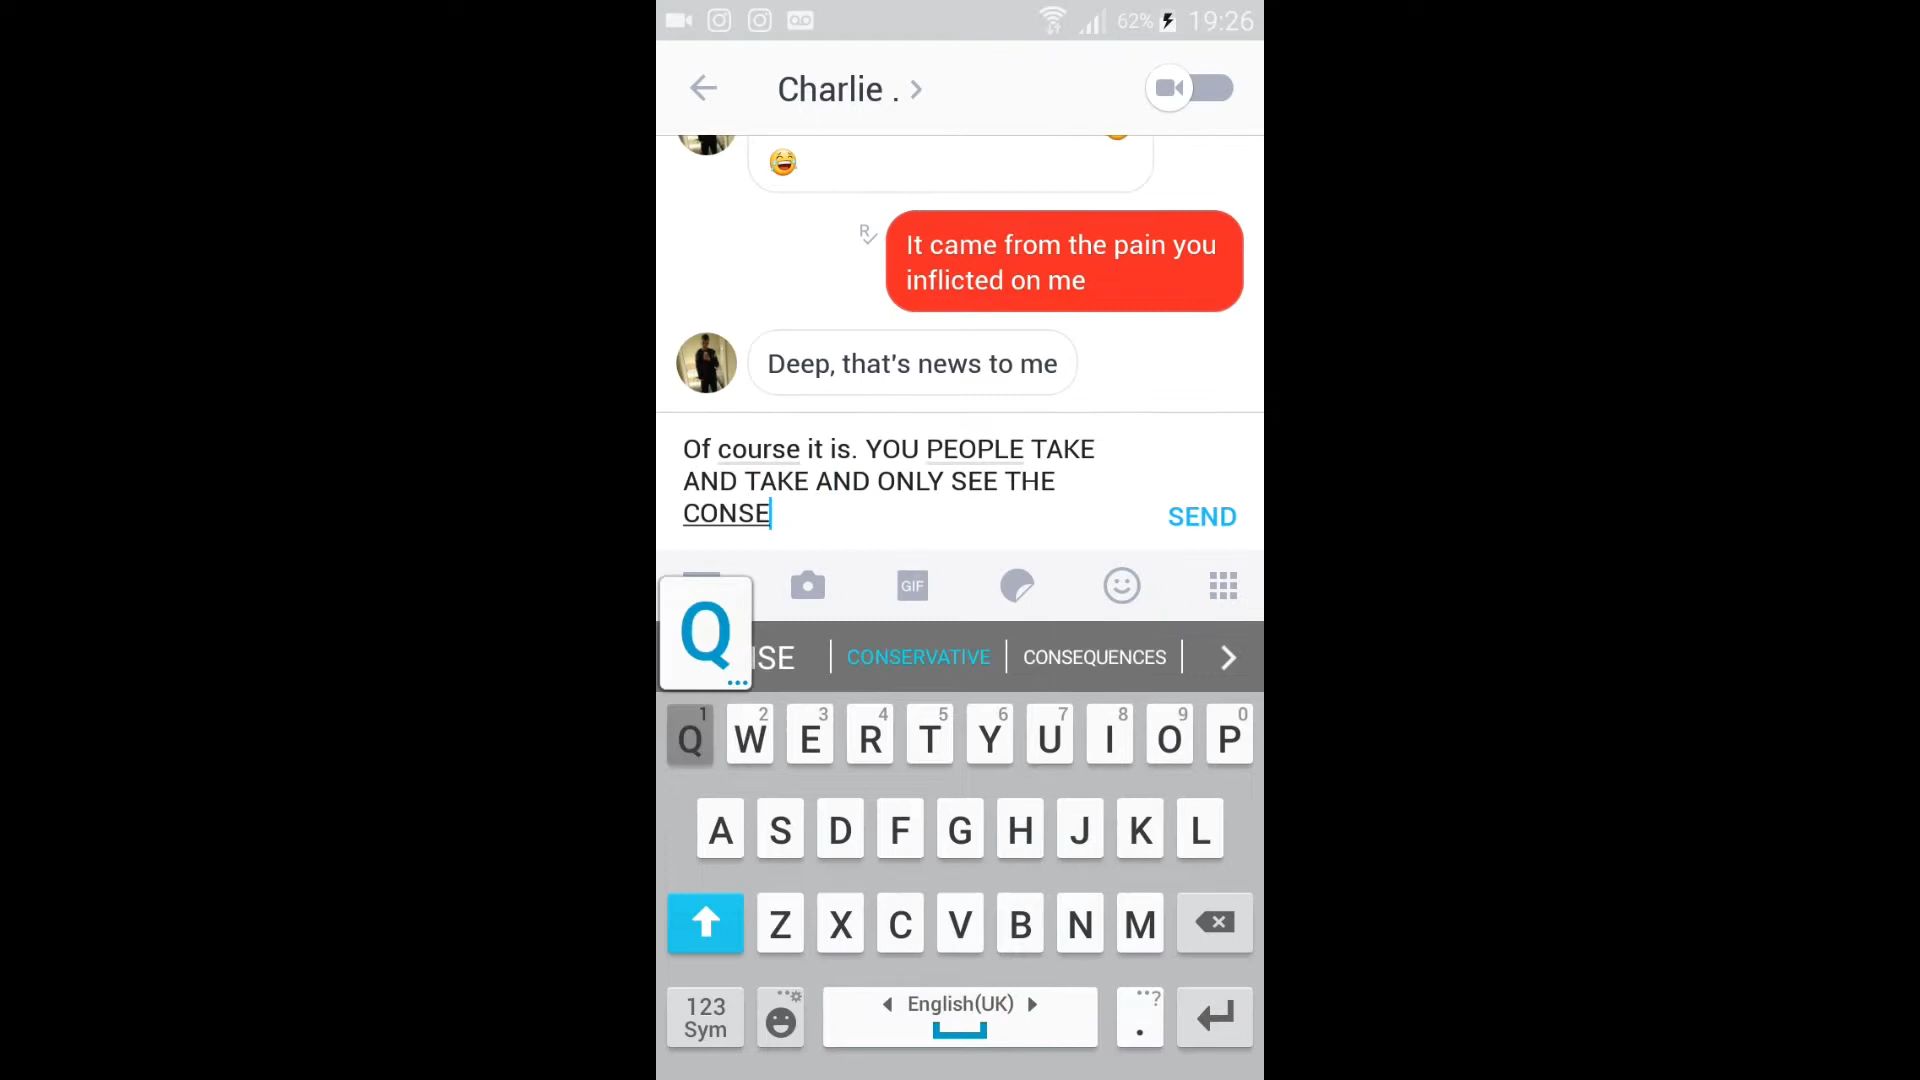 62% 19:26
Charlie . >
It came from the pain you
inflicted on me
R
Deep, that's news to me
Of course it is. YOU PEOPLE TAKE
AND TAKE AND ONLY SEE THE
CONSE
SEND
GIF
Q
SE CONSERVATIVE CONSEQUENCES
1 2 3 4 5 6 7 8 9 0
Q W E R T Y U I O P
A S D F G H J K L
Z X C V B N M
123
Sym
English(UK)
. ?